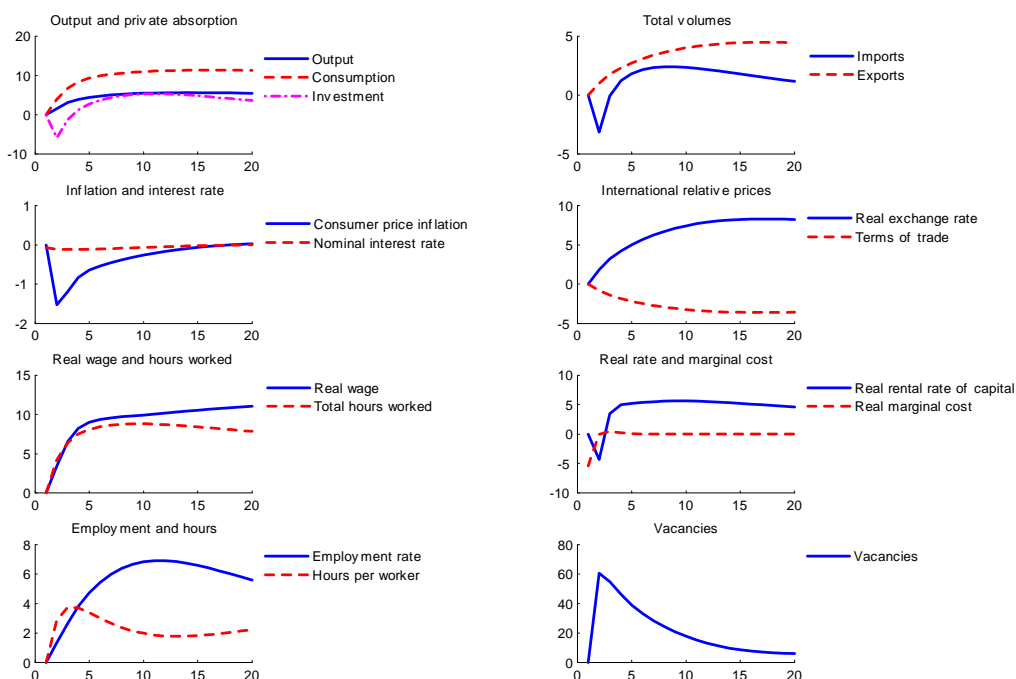 Output and private absorption
20
10
0
-10
0 5 10 15 20
Output
Consumption
Investment
Total volumes
5
0
-5
0 5 10 15 20
Imports
Exports
Inflation and interest rate
1
0
-1
-2
0 5 10 15 20
Consumer price inflation
Nominal interest rate
International relative prices
10
5
0
-5
0 5 10 15 20
Real exchange rate
Terms of trade
Real wage and hours worked
15
10
5
0
0 5 10 15 20
Real wage
Total hours worked
Real rate and marginal cost
10
5
0
-5
-10
0 5 10 15 20
Real rental rate of capital
Real marginal cost
Employment and hours
8
6
4
2
0
0 5 10 15 20
Employment rate
Hours per worker
Vacancies
80
60
40
20
0
0 5 10 15 20
Vacancies